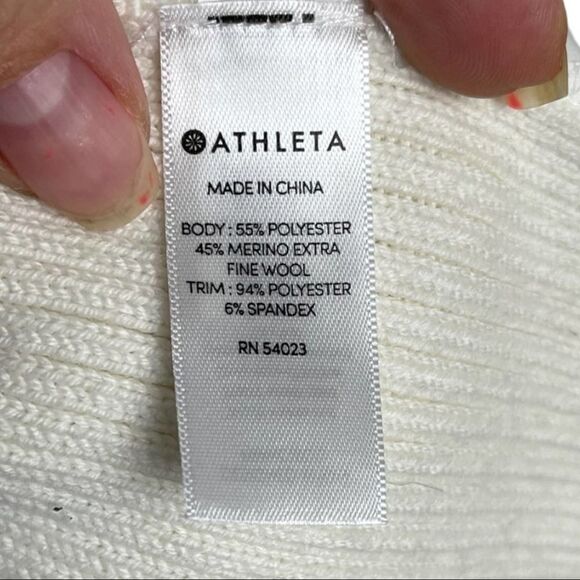 ATHLETA
MADE IN CHINA
BODY : 55% POLYESTER
45% MERINO EXTRA
FINE WOOL
TRIM : 94% POLYESTER
6% SPANDEX
RN 54023